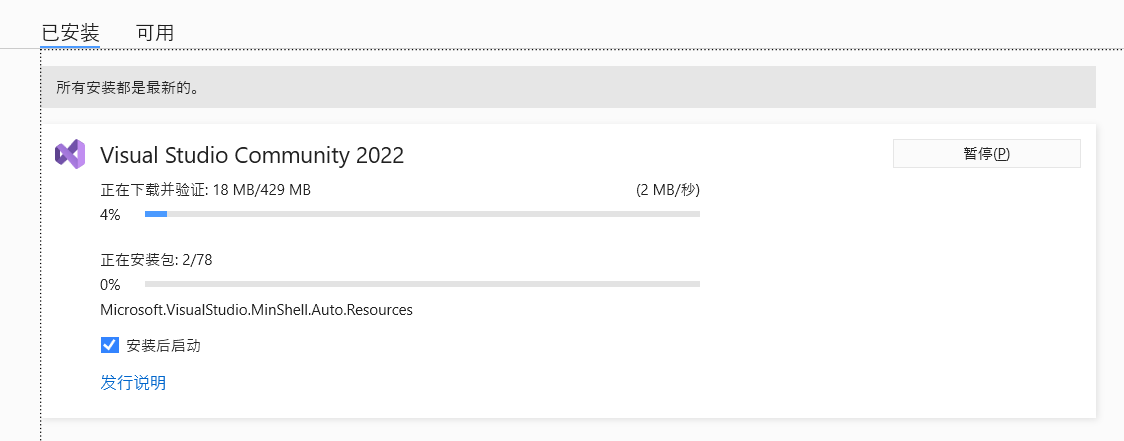 已安装 可用
所有安装都是最新的。
Visual Studio Community 2022
暂停(P)
正在下载并验证: 18 MB/429 MB (2 MB/秒)
4%
正在安装包: 2/78
0%
Microsoft.VisualStudio.MinShell.Auto.Resources
安装后启动
发行说明